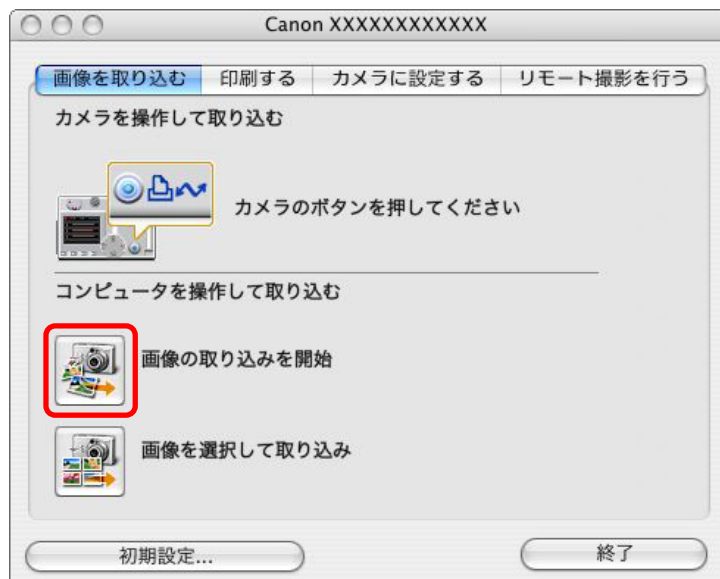 Canon XXXXXXXXXXXX
画像を取り込む 印刷する カメラに設定する リモート撮影を行う
カメラを操作して取り込む
カメラのボタンを押してください
コンピュータを操作して取り込む
画像の取り込みを開始
画像を選択して取り込み
初期設定... 終了